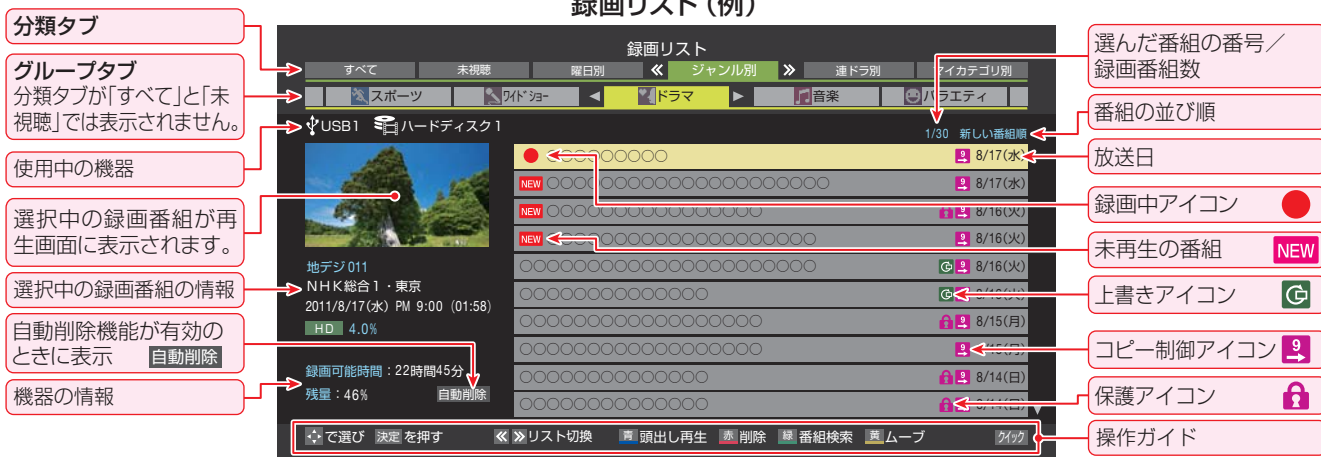 録画リスト（例）
分類タブ
グループタブ
分類タブが「すべて」と「未
視聴」では表示されません。
使用中の機器
選択中の録画番組が再
生画面に表示されます。
選択中の録画番組の情報
自動削除機能が有効の
ときに表示 自動削除
機器の情報
録画リスト
すべて 未視聴 曜日別 ≪ ジャンル別 ≫ 連ドラ別 マイカテゴリ別
スポーツ ワイドショー ◀ ドラマ ▶ 音楽 バラエティ
USB1 ハードディスク1
1/30 新しい番組順
○○○○○○○○○ 9 8/17(水)
NEW ○○○○○○○○○○○○○○○○○○○○○ 9 8/17(水)
NEW ○○○○○○○○○○○○○○○○ 9 8/16(火)
NEW ○○○○○○○○○○○○○○○○○○○○ 9 8/16(火)
○○○○○○○○○○○○○○○○○○○○○○ G 9 8/16(火)
○○○○○○○○○○○○○○ G
○○○○○○○○○○○○○○○○○○ 9 8/15(月)
○○○○○○○○○○○○○○○○○○ 9
○○○○○○○○○○○○○○ 9 8/14(日)
○○○○○○○○○○○○○○
地デジ011
NHK総合1・東京
2011/8/17(水) PM 9:00 (01:58)
HD 4.0%
録画可能時間：22時間45分
残量：46% 自動削除
で選び 決定 を押す ≪≫リスト切換 青 頭出し再生 赤 削除 緑 番組検索 黄 ムーブ クイック
選んだ番組の番号／
録画番組数
番組の並び順
放送日
録画中アイコン
未再生の番組 NEW
上書きアイコン G
コピー制御アイコン 9
保護アイコン
操作ガイド